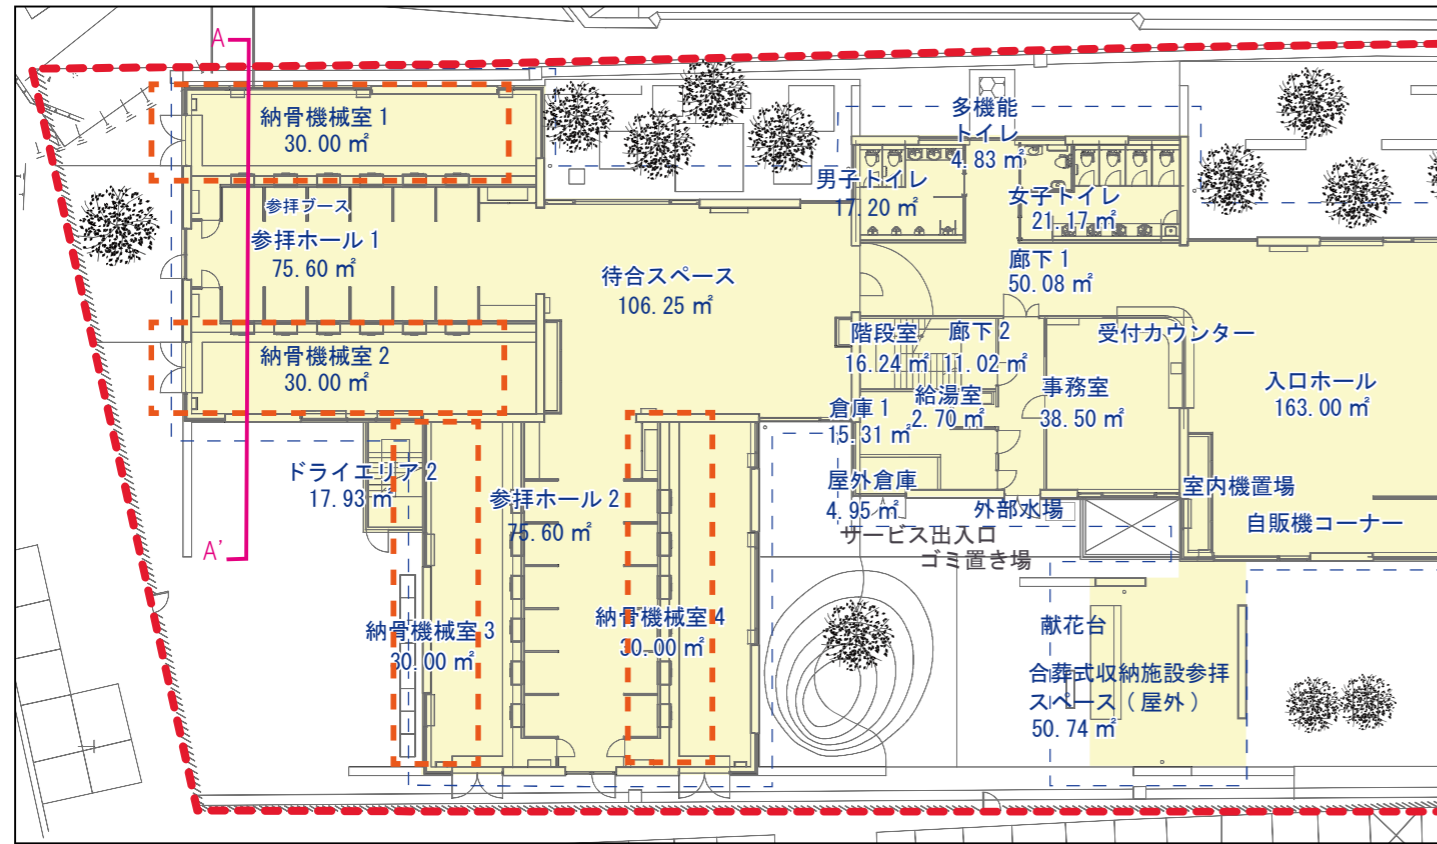 A
納骨機械室 1
30.00 ㎡
参拝ブース
参拝ホール 1
75.60 ㎡
納骨機械室 2
30.00 ㎡
A'
待合スペース
106.25 ㎡
多機能
トイレ
4.83 ㎡
男子トイレ
17.20 ㎡
女子トイレ
21.17 ㎡
廊下 1
50.08 ㎡
階段室
16.24 ㎡
廊下 2
11.02 ㎡
受付カウンター
給湯室
2.70 ㎡
事務室
38.50 ㎡
入口ホール
163.00 ㎡
倉庫 1
15.31 ㎡
屋外倉庫
4.95 ㎡
外部水場
室内機置場
自販機コーナー
サービス出入口
ゴミ置き場
ドライエリア 2
17.93 ㎡
参拝ホール 2
75.60 ㎡
納骨機械室 3
30.00 ㎡
納骨機械室 4
30.00 ㎡
献花台
合葬式収納施設参拝
スペース（屋外）
50.74 ㎡